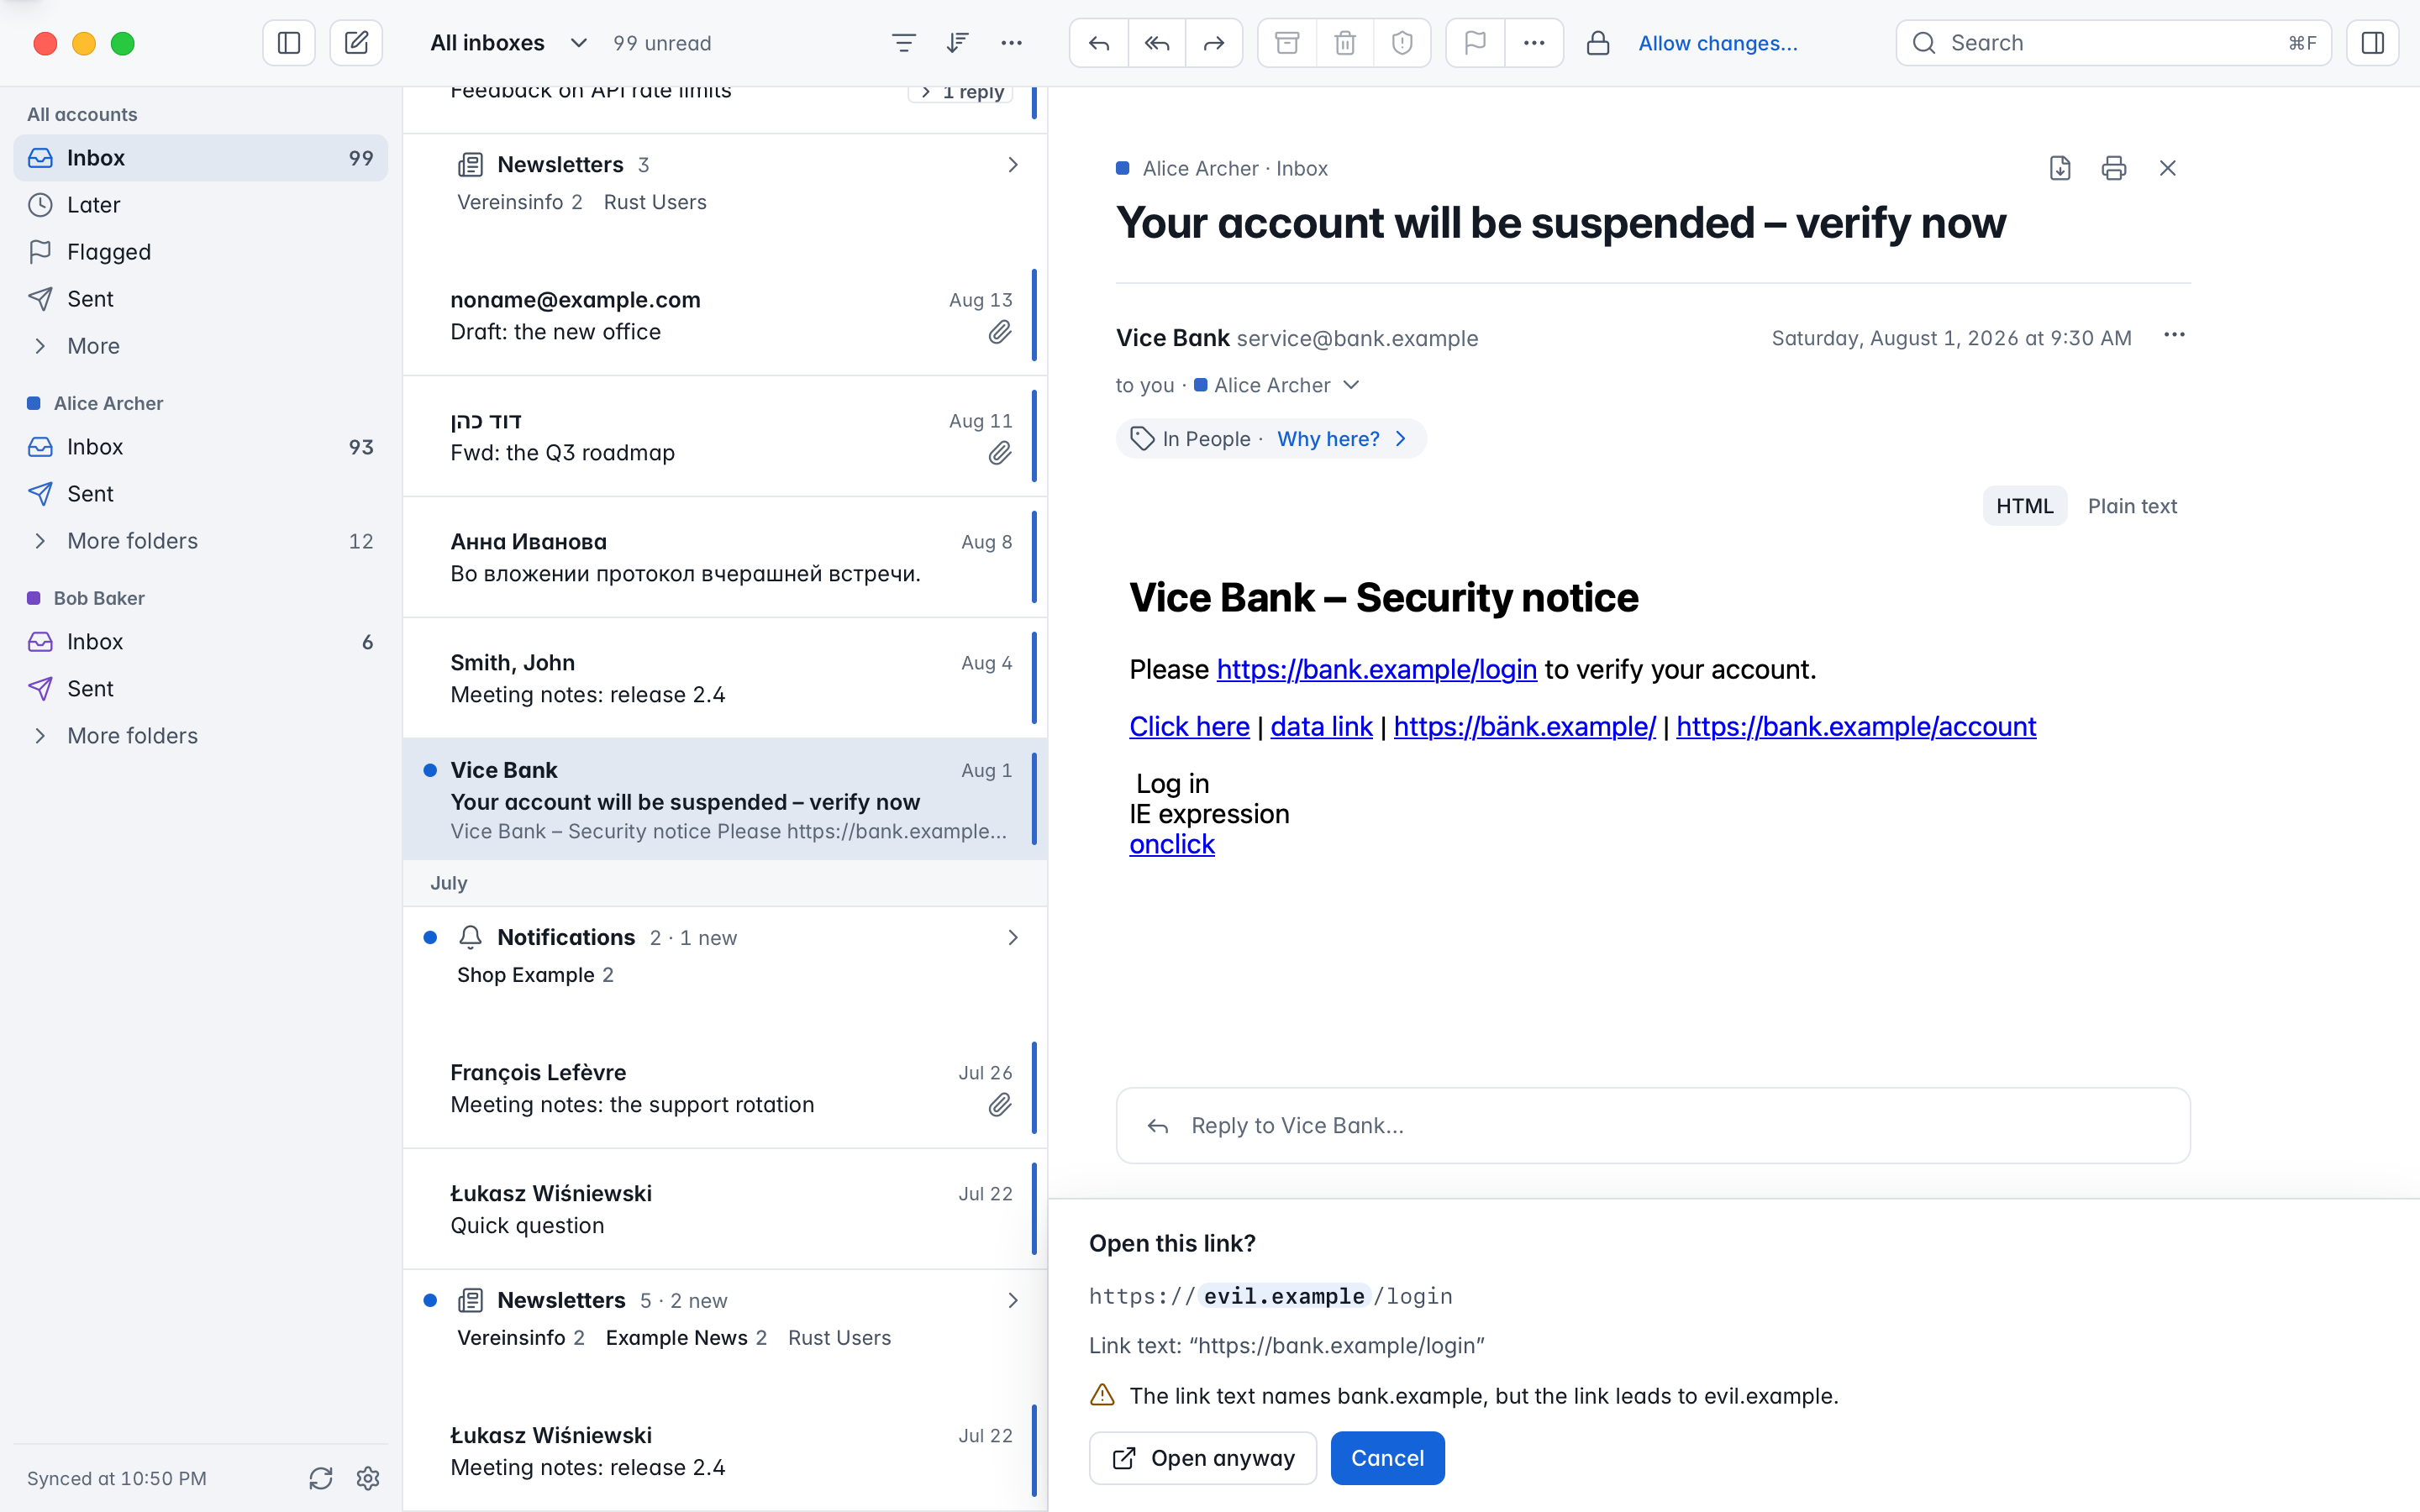 All inboxes 99 unread
Allow changes...
Search ⌘F
All accounts
Inbox 99
Later
Flagged
Sent
More
Alice Archer
Inbox 93
Sent
More folders 12
Bob Baker
Inbox 6
Sent
More folders
Synced at 10:50 PM
Feedback on API rate limits 1 reply
Newsletters 3
Vereinsinfo 2 Rust Users
noname@example.com Aug 13
Draft: the new office
דוד כהן Aug 11
Fwd: the Q3 roadmap
Анна Иванова Aug 8
Во вложении протокол вчерашней встречи.
Smith, John Aug 4
Meeting notes: release 2.4
Vice Bank Aug 1
Your account will be suspended – verify now
Vice Bank – Security notice Please https://bank.example...
July
Notifications 2 · 1 new
Shop Example 2
François Lefèvre Jul 26
Meeting notes: the support rotation
Łukasz Wiśniewski Jul 22
Quick question
Newsletters 5 · 2 new
Vereinsinfo 2 Example News 2 Rust Users
Łukasz Wiśniewski Jul 22
Meeting notes: release 2.4
Alice Archer · Inbox
Your account will be suspended – verify now
Vice Bank service@bank.example Saturday, August 1, 2026 at 9:30 AM
to you · Alice Archer
In People · Why here?
HTML Plain text
Vice Bank – Security notice
Please https://bank.example/login to verify your account.
Click here | data link | https://bänk.example/ | https://bank.example/account
Log in
IE expression
onclick
Reply to Vice Bank...
Open this link?
https://evil.example/login
Link text: “https://bank.example/login”
The link text names bank.example, but the link leads to evil.example.
Open anyway Cancel